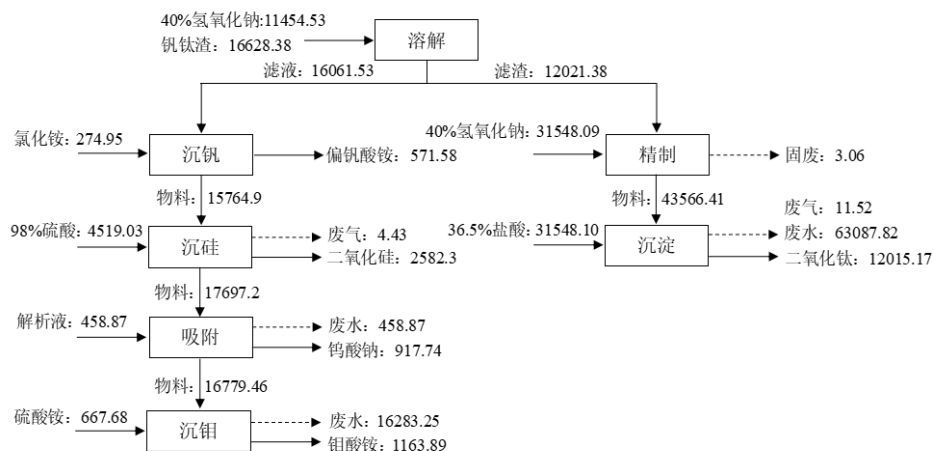 40%氢氧化钠:11454.53
钒钛渣：16628.38
溶解
滤液：16061.53
滤渣：12021.38
氯化铵：274.95
沉钒
偏钒酸铵：571.58
40%氢氧化钠：31548.09
精制
固废：3.06
物料：15764.9
物料：43566.41
98%硫酸：4519.03
沉硅
废气：4.43
二氧化硅：2582.3
36.5%盐酸：31548.10
沉淀
废气：11.52
废水：63087.82
二氧化钛：12015.17
物料：17697.2
解析液：458.87
吸附
废水：458.87
钨酸钠：917.74
物料：16779.46
硫酸铵：667.68
沉钼
废水：16283.25
钼酸铵：1163.89